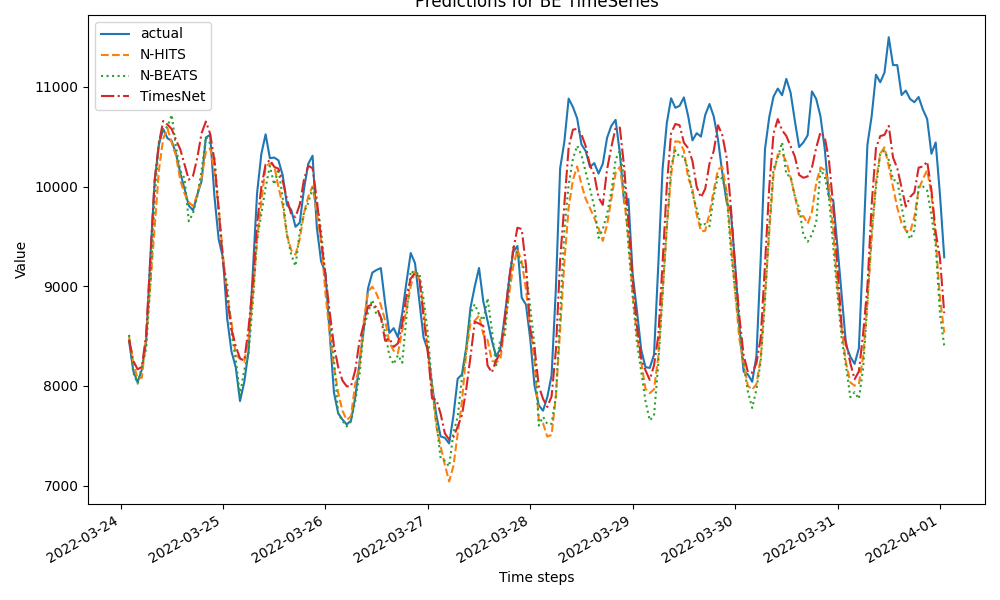 Predictions for BE TimeSeries
actual
N-HITS
N-BEATS
TimesNet
11000
10000
9000
8000
7000
Value
2022-03-24
2022-03-25
2022-03-26
2022-03-27
2022-03-28
2022-03-29
2022-03-30
2022-03-31
2022-04-01
Time steps